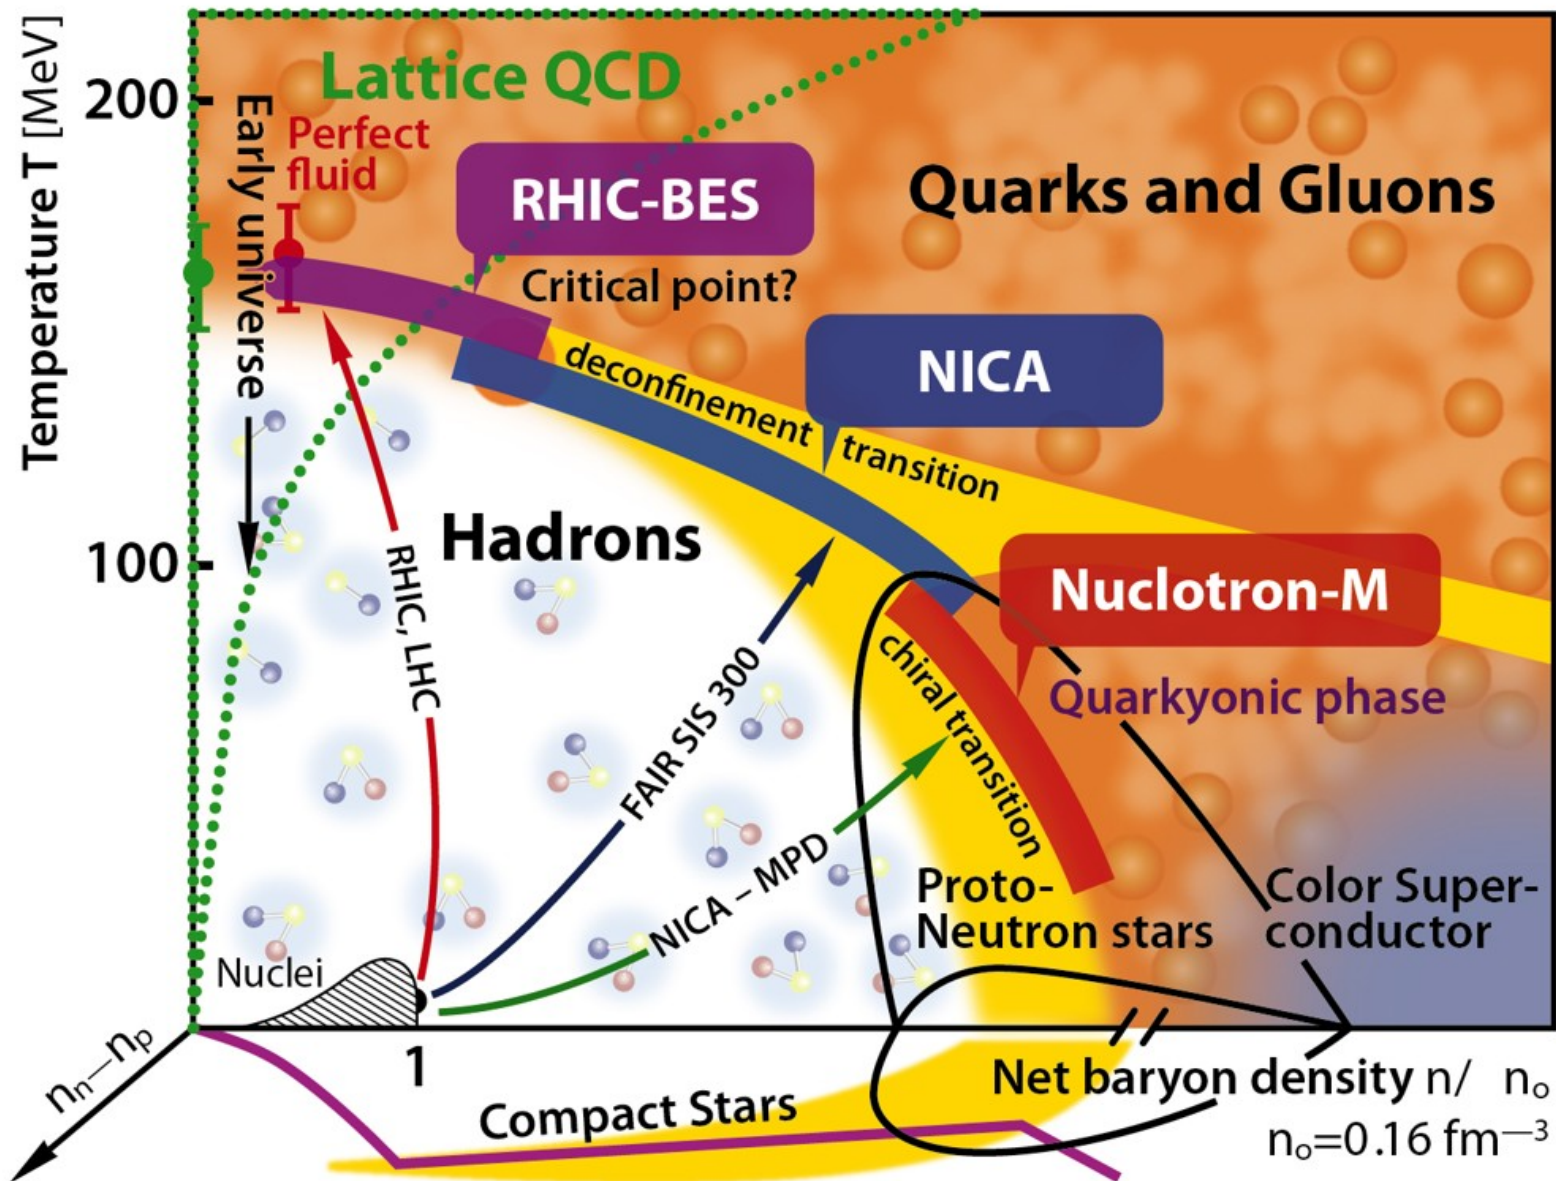 Temperature T [MeV]
200
100
Lattice QCD
Early universe
Perfect
fluid
RHIC-BES
Critical point?
Quarks and Gluons
NICA
deconfinement transition
Hadrons
RHIC, LHC
Nuclotron-M
Quarkyonic phase
FAIR SIS 300
chiral transition
NICA – MPD
Proto-
Neutron stars
Color Super-
conductor
Nuclei
nₙ—nₚ
1
Compact Stars
Net baryon density n/ nₒ
nₒ=0.16 fm⁻³